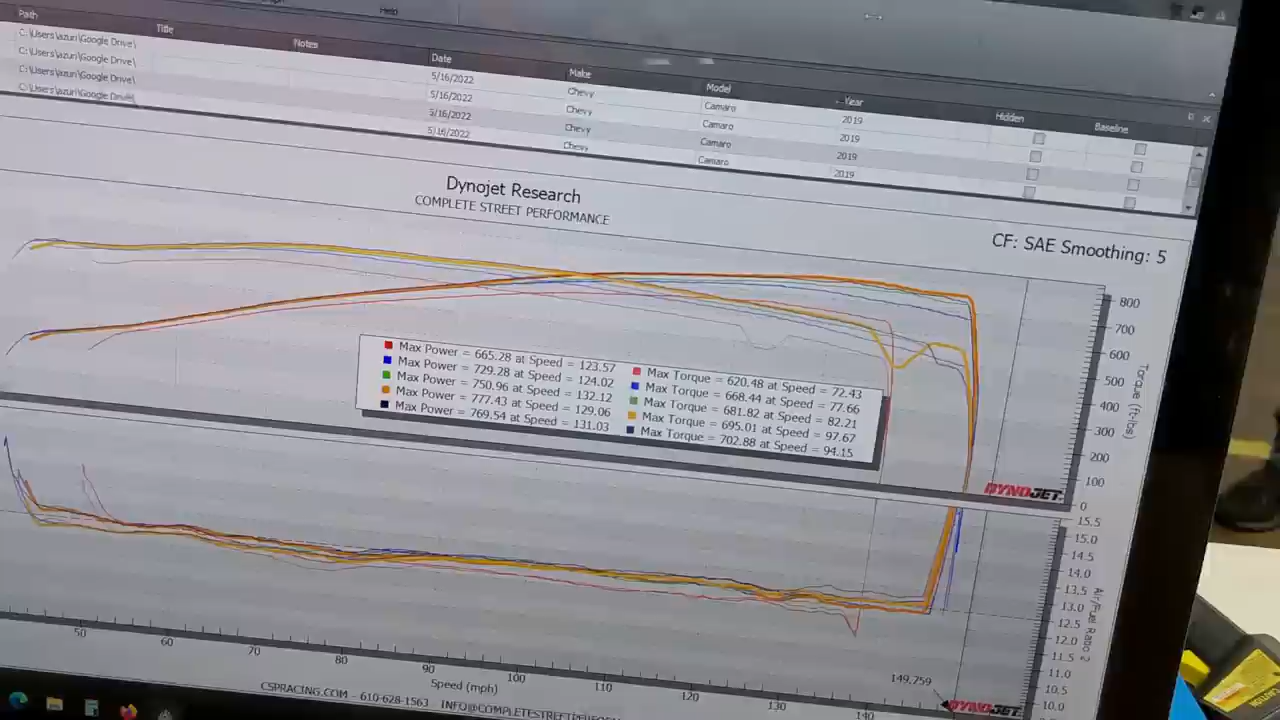 Path Title Notes Date Make Model Year Hidden Baseline
C:\Users\azuri\Google Drive\ 5/16/2022 Chevy Camaro 2019
C:\Users\azuri\Google Drive\ 5/16/2022 Chevy Camaro 2019
C:\Users\azuri\Google Drive\ 5/16/2022 Chevy Camaro 2019
C:\Users\azuri\Google Drive\ 5/16/2022 Chevy Camaro 2019
Dynojet Research
COMPLETE STREET PERFORMANCE
CF: SAE Smoothing: 5
Max Power = 665.28 at Speed = 123.57
Max Power = 729.28 at Speed = 124.02
Max Power = 750.96 at Speed = 132.12
Max Power = 777.43 at Speed = 129.06
Max Power = 769.54 at Speed = 131.03
Max Torque = 620.48 at Speed = 72.43
Max Torque = 668.44 at Speed = 77.66
Max Torque = 681.82 at Speed = 82.21
Max Torque = 695.01 at Speed = 97.67
Max Torque = 702.88 at Speed = 94.15
800
700
600
500
400
300
200
100
0
Torque (ft-lbs)
DYNOJET
15.5
15.0
14.5
14.0
13.5
13.0
12.5
12.0
11.5
11.0
10.5
10.0
Air/Fuel Ratio 2
50 60 70 80 90 100 110 120 130 140
149.759
Speed (mph)
DYNOJET
CSPRACING.COM - 610-628-1563 INFO@COMPLETESTREETPERFORM